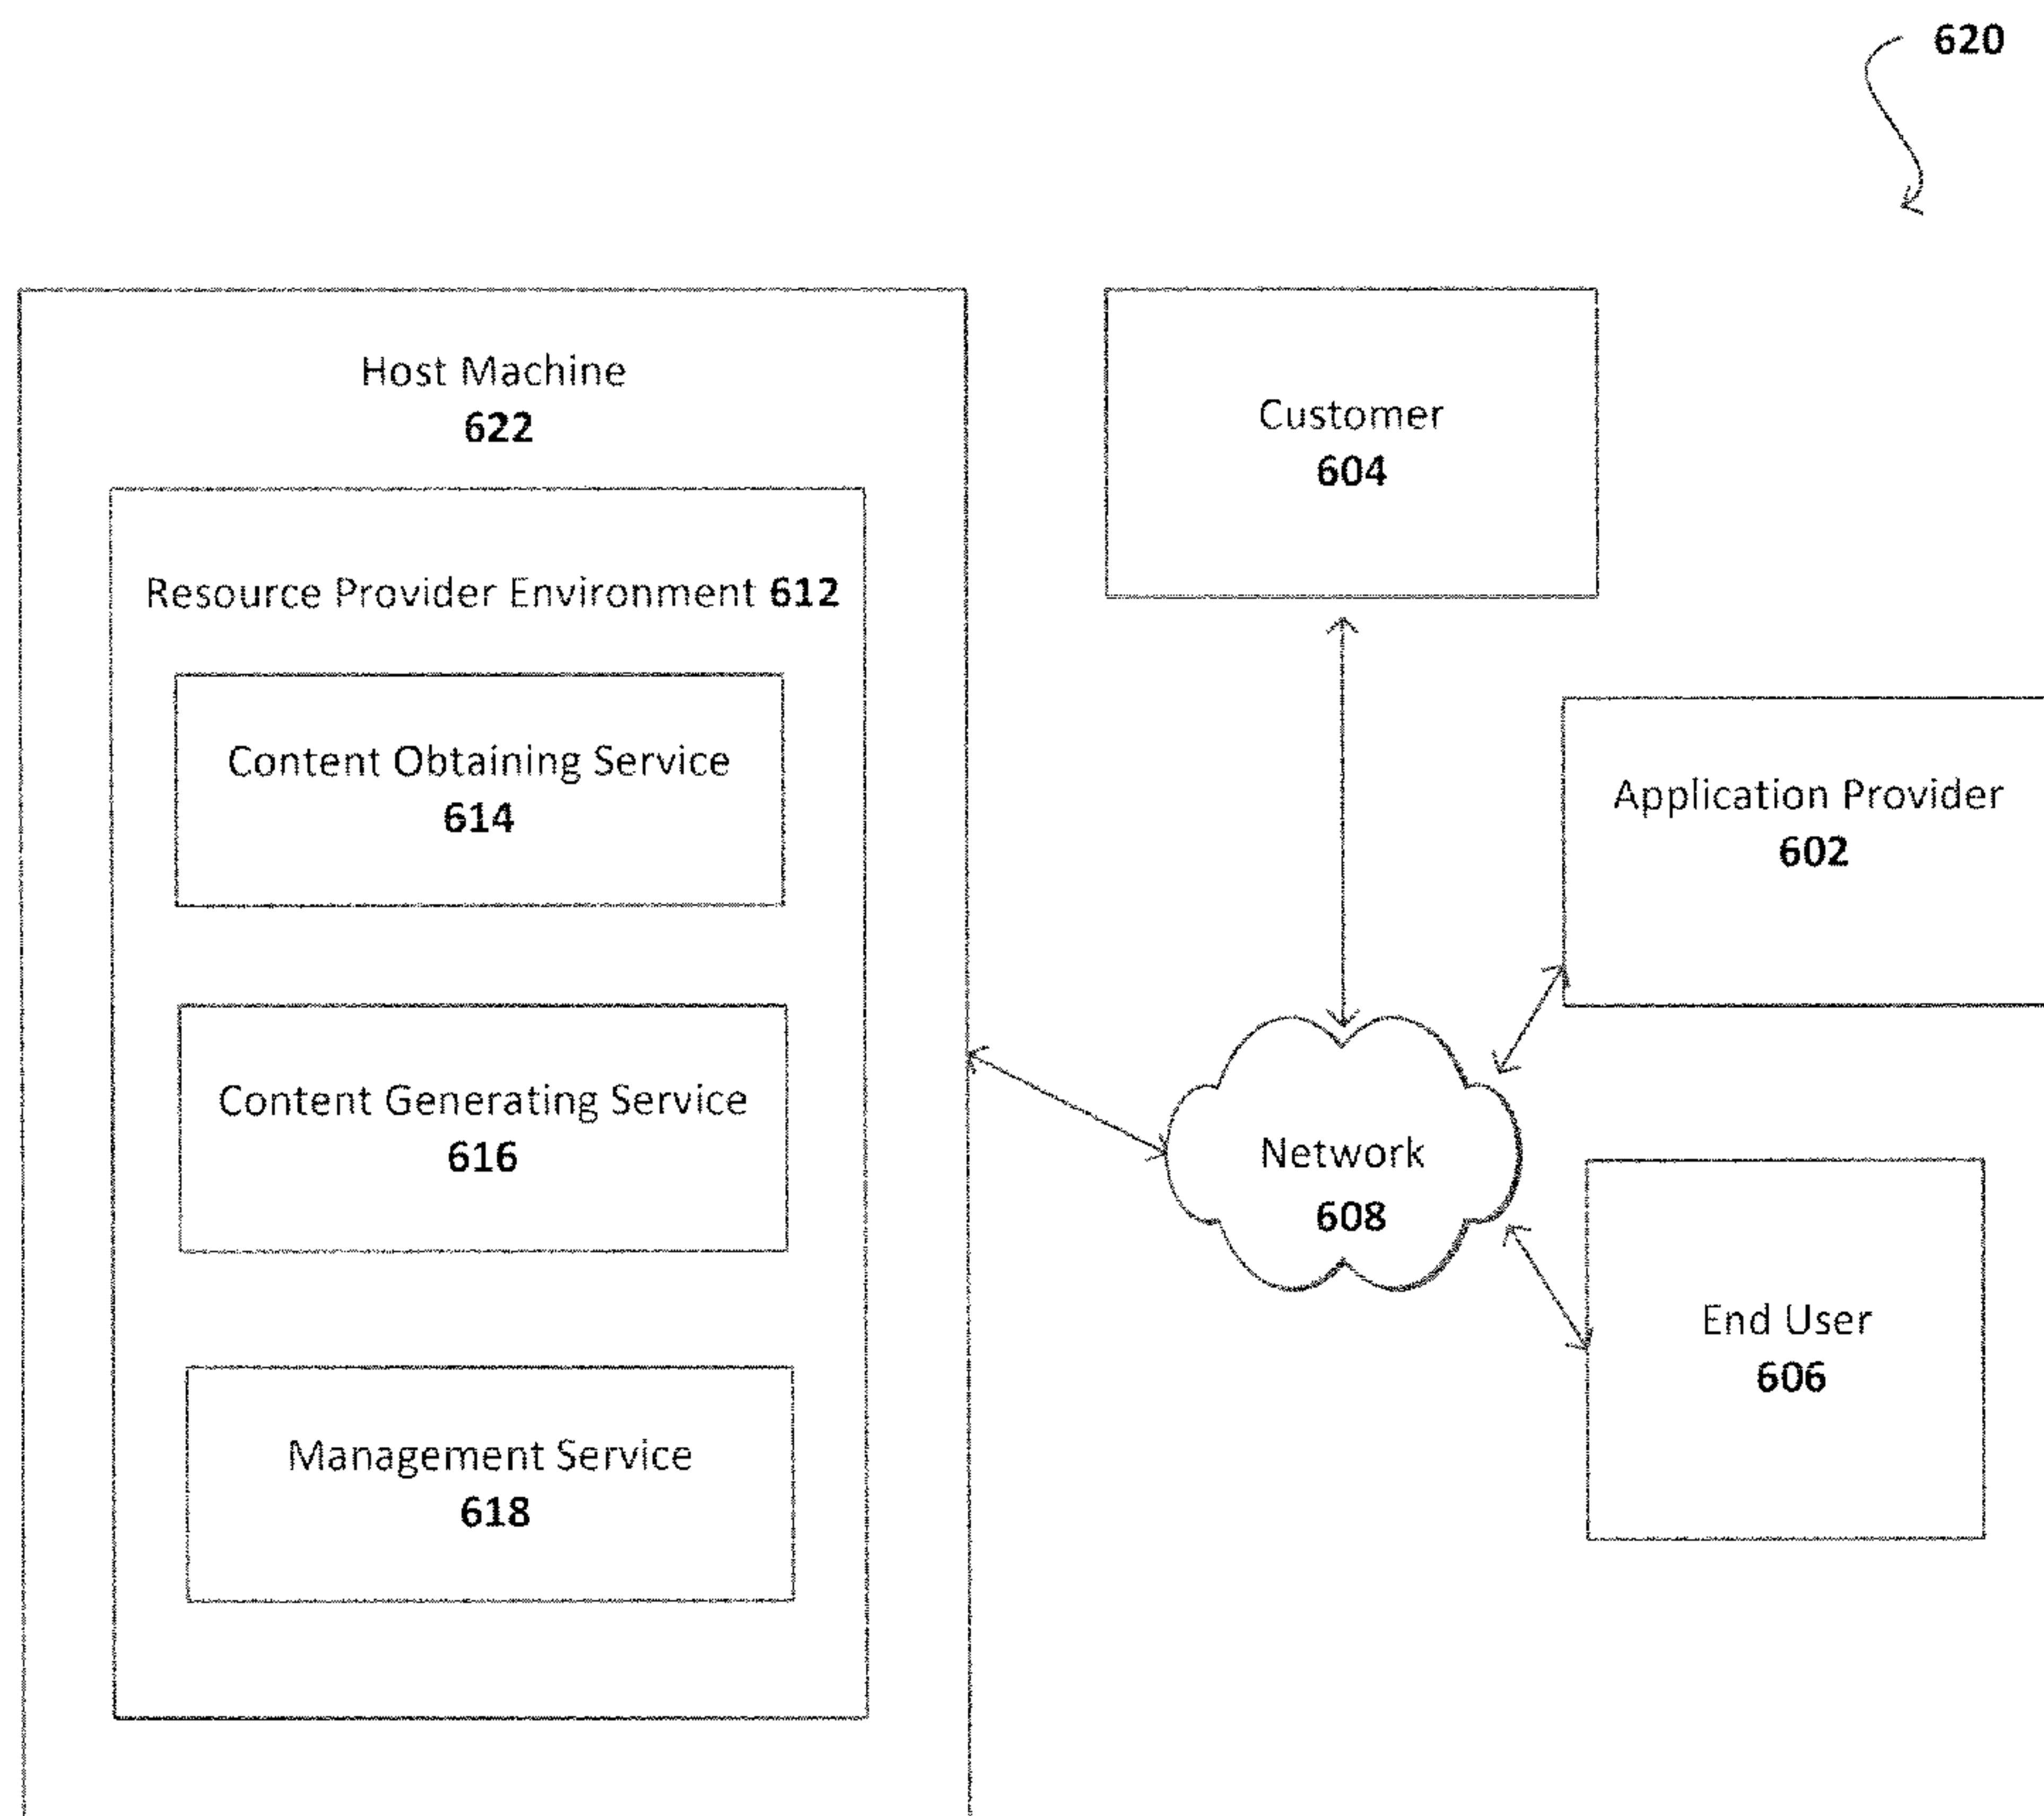 620
Host Machine
622
Customer
604
Resource Provider Environment 612
Content Obtaining Service
614
Application Provider
602
Content Generating Service
616
Network
608
End User
606
Management Service
618